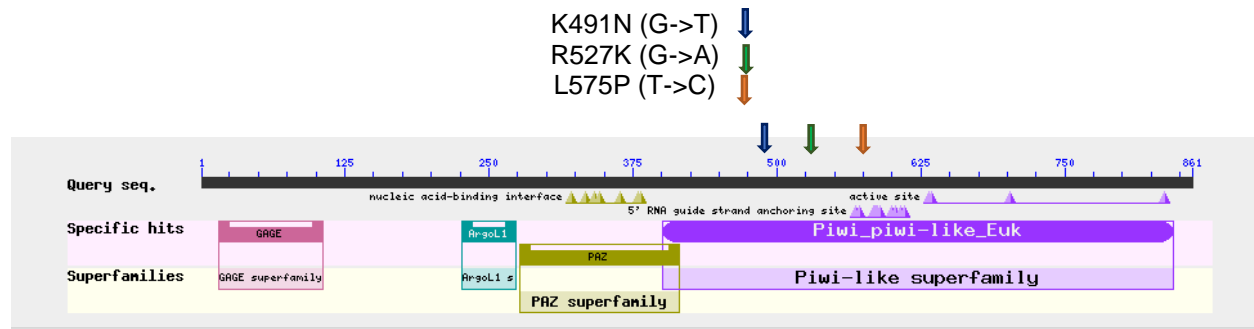 K491N (G->T)
R527K (G->A)
L575P (T->C)
1 125 250 375 500 625 750 861
Query seq.
nucleic acid-binding interface active site
5' RNA guide strand anchoring site
Specific hits GAGE ArgoL1 Piwi_piwi-like_Euk
PAZ
Superfamilies GAGE superfamily ArgoL1 s Piwi-like superfamily
PAZ superfamily